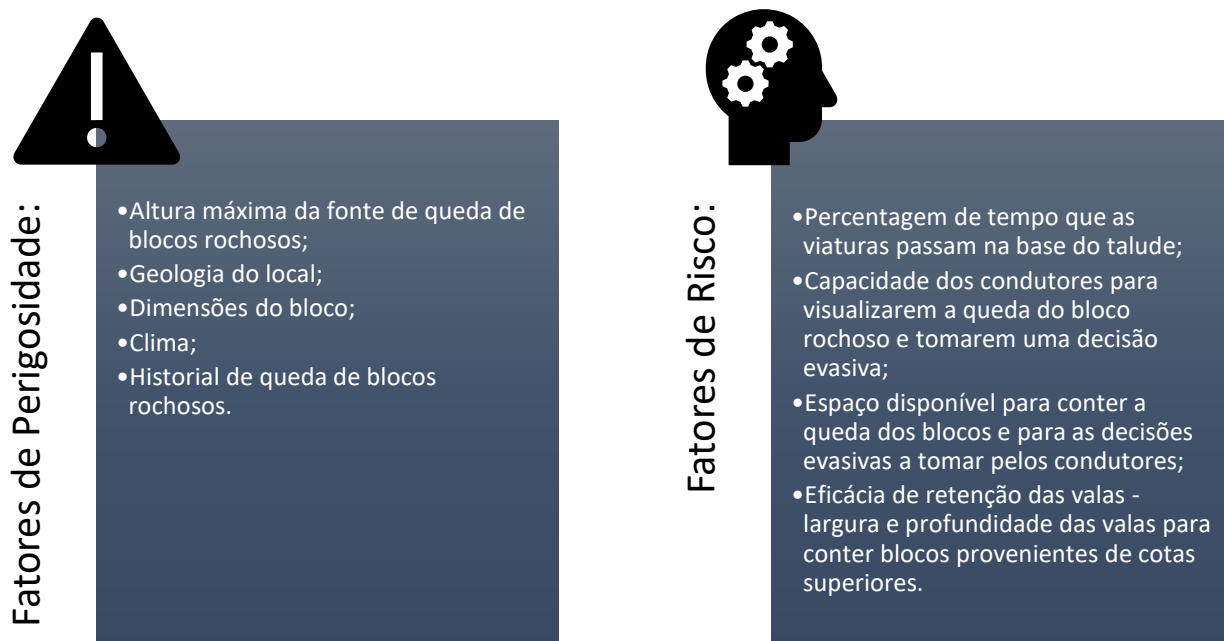 Fatores de Perigosidade:
•Altura máxima da fonte de queda de
blocos rochosos;
•Geologia do local;
•Dimensões do bloco;
•Clima;
•Historial de queda de blocos
rochosos.
Fatores de Risco:
•Percentagem de tempo que as
viaturas passam na base do talude;
•Capacidade dos condutores para
visualizarem a queda do bloco
rochoso e tomarem uma decisão
evasiva;
•Espaço disponível para conter a
queda dos blocos e para as decisões
evasivas a tomar pelos condutores;
•Eficácia de retenção das valas -
largura e profundidade das valas para
conter blocos provenientes de cotas
superiores.